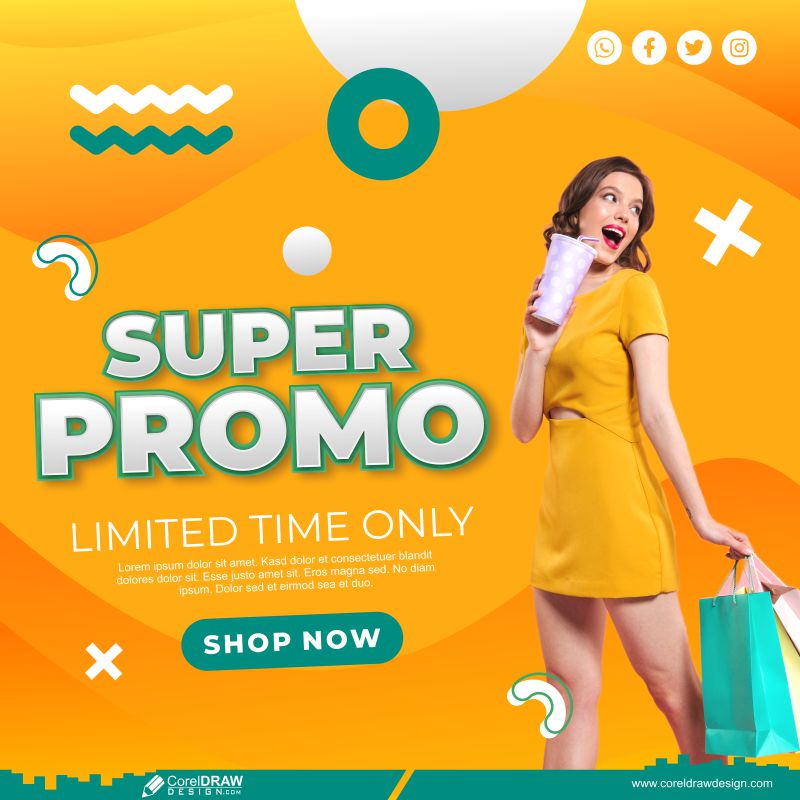 SUPER
PROMO
LIMITED TIME ONLY
Lorem ipsum dolor sit amet. Kasd dolor et consectetuer blandit
dolores dolor sit. Esse justo amet sit. Eros magna sed. No diam
ipsum. Dolor sed et eirmod sea et duo.
SHOP NOW
CorelDRAW
DESIGN.COM
www.coreldrawdesign.com